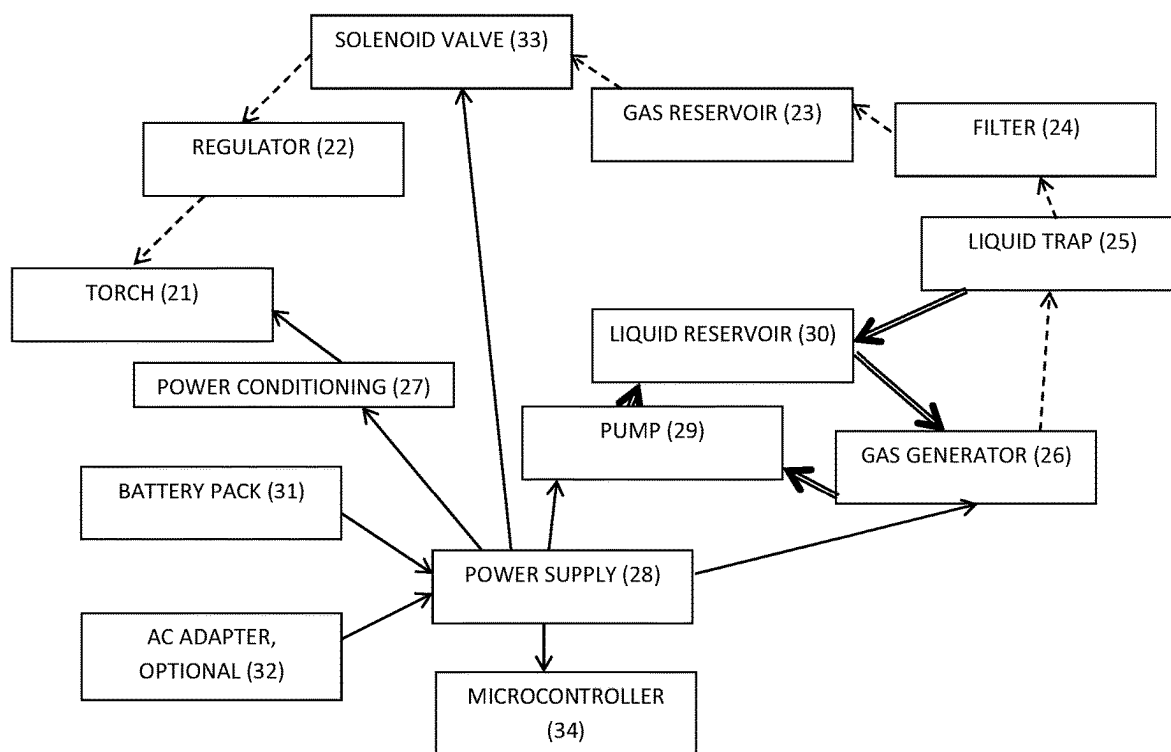 SOLENOID VALVE (33)
GAS RESERVOIR (23)
FILTER (24)
REGULATOR (22)
LIQUID TRAP (25)
TORCH (21)
LIQUID RESERVOIR (30)
POWER CONDITIONING (27)
PUMP (29)
GAS GENERATOR (26)
BATTERY PACK (31)
POWER SUPPLY (28)
AC ADAPTER,
OPTIONAL (32)
MICROCONTROLLER
(34)